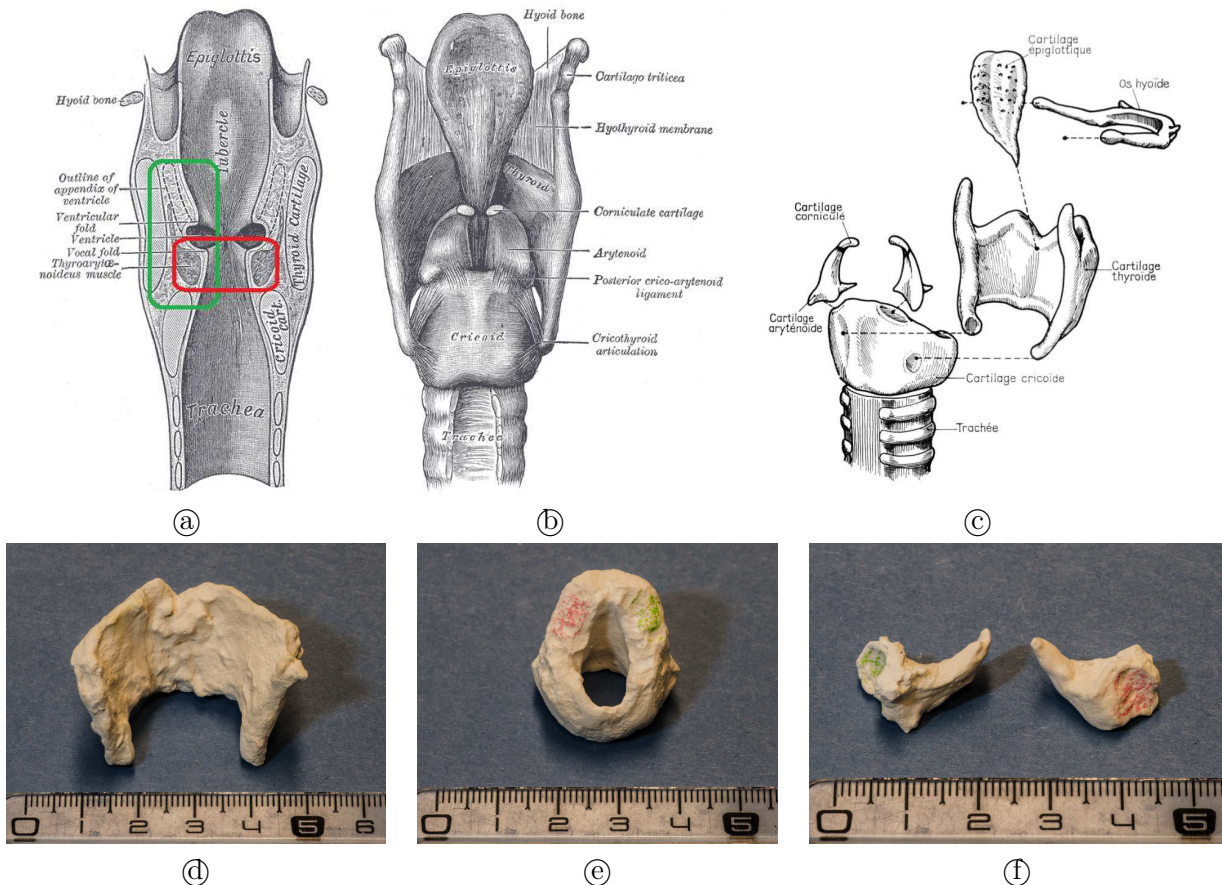 Epiglottis
Hyoid bone
Tubercle
Outline of
appendix of
ventricle
Ventricular
fold
Ventricle
Vocal fold
Thyroarytæ-
noideus muscle
Thyroid Cartilage
Cricoid
cart.
Trachea
a
Hyoid bone
Epiglottis
Cartilago triticea
Hyothyroid membrane
Thyroid
Corniculate cartilage
Arytenoid
Posterior crico-arytenoid
ligament
Cricoid
Cricothyroid
articulation
Trachea
b
Cartilage
épiglottique
Os hyoïde
Cartilage
corniculé
Cartilage
thyroïde
Cartilage
aryténoïde
Cartilage cricoïde
Trachée
c
0 1 2 3 4 5 6
d
0 1 2 3 4 5
e
0 1 2 3 4 5
f